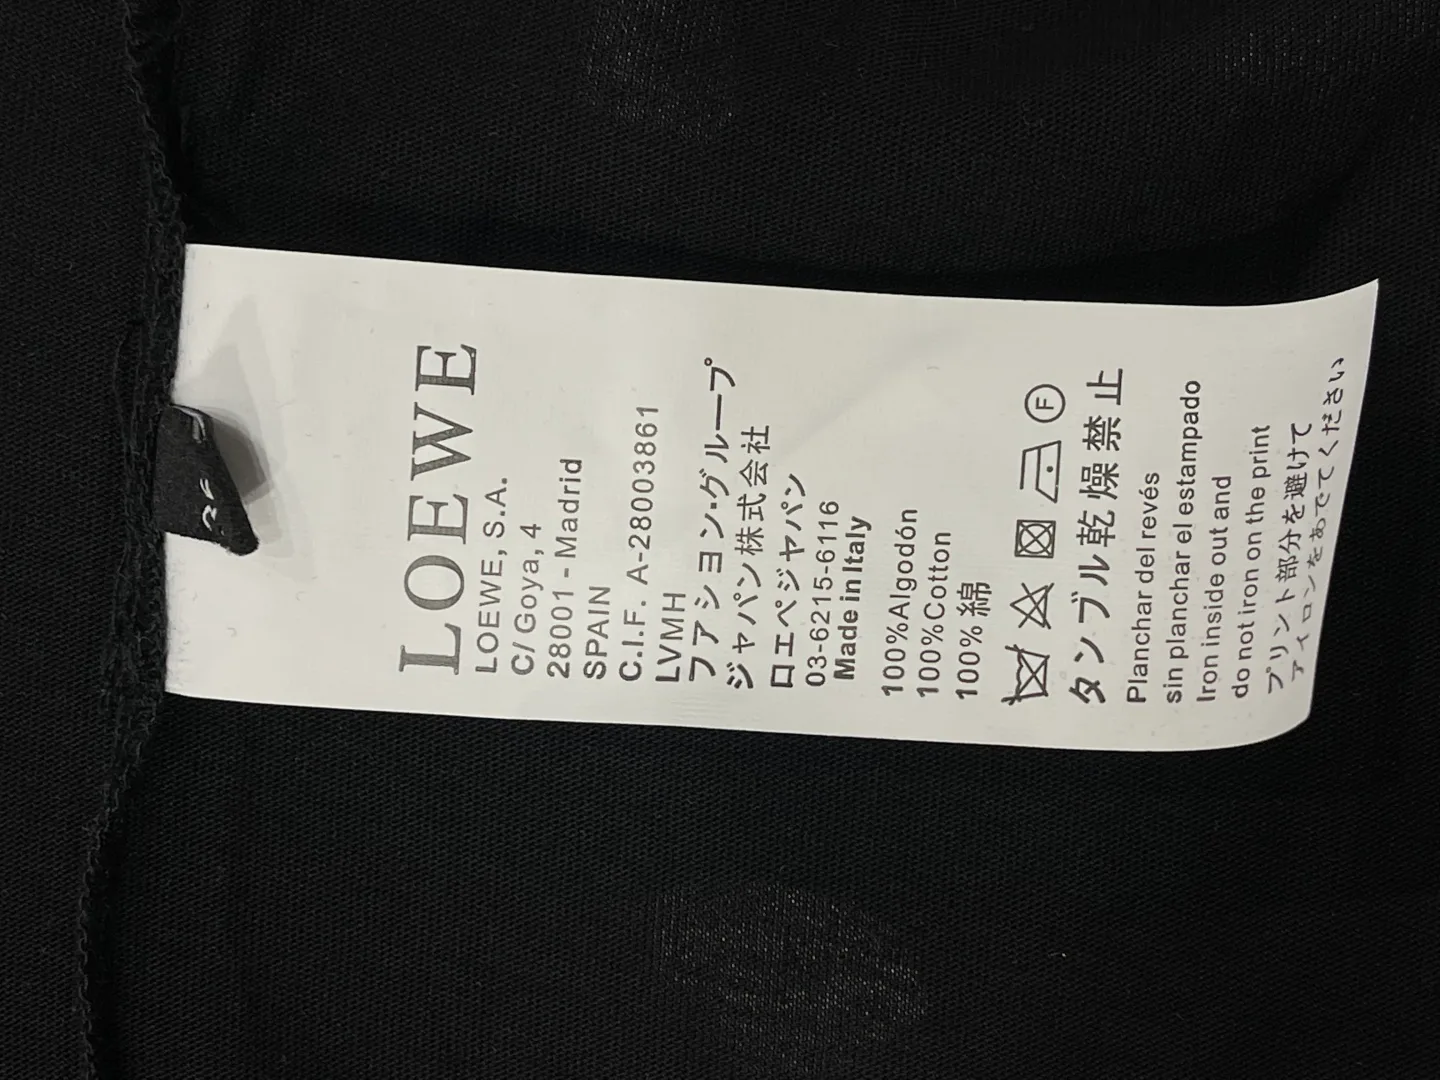 LOEWE
LOEWE, S.A.
C/ Goya, 4
28001 - Madrid
SPAIN
C.I.F. A-28003861
LVMH
ファション・グループ
ジャパン株式会社
ロエベジャパン
03-6215-6116
Made in Italy
100%Algodón
100%Cotton
100%綿
F
タンブル乾燥禁止
Planchar del revés
sin planchar el estampado
Iron inside out and
do not iron on the print
プリント部分を避けて
アイロンをあててください